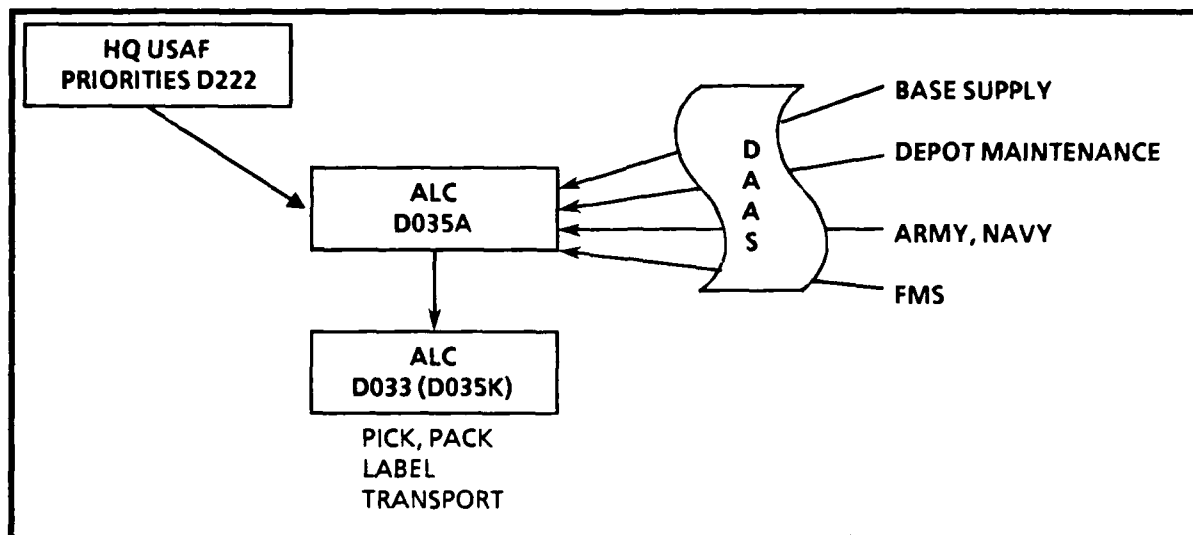 HQ USAF
PRIORITIES D222
BASE SUPPLY
DEPOT MAINTENANCE
ARMY, NAVY
FMS
DAAS
ALC
D035A
ALC
D033 (D035K)
PICK, PACK
LABEL
TRANSPORT